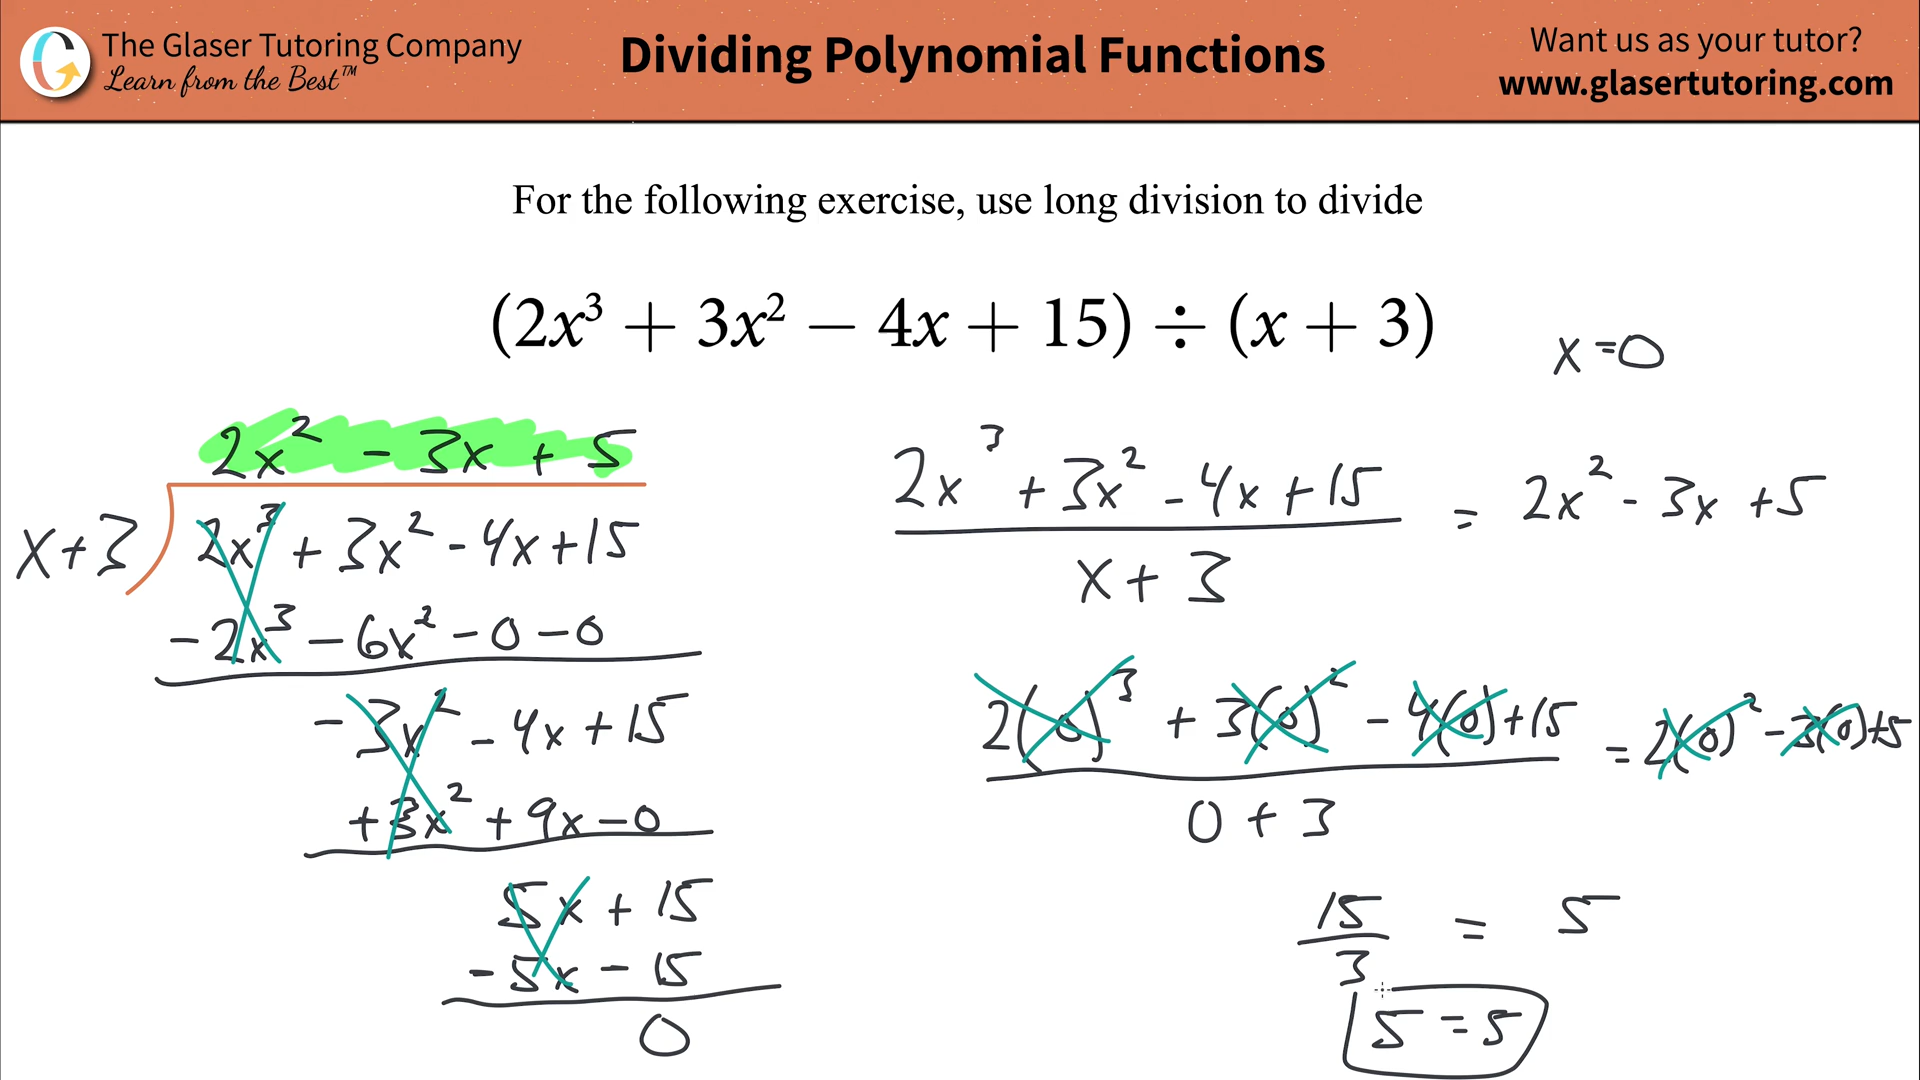 The Glaser Tutoring Company
Learn from the Best™
Dividing Polynomial Functions
Want us as your tutor?
www.glasertutoring.com
For the following exercise, use long division to divide
(2x³ + 3x² − 4x + 15) ÷ (x + 3)
x = 0
2x² - 3x + 5
x+3
2x³ + 3x² - 4x + 15
- 2x³ - 6x² - 0 - 0
- 3x² - 4x + 15
+ 3x² + 9x - 0
5x + 15
- 5x - 15
0
2x³ + 3x² - 4x + 15 = 2x² - 3x + 5
x + 3
2(0)³ + 3(0)² - 4(0) + 15 = 2(0)² - 3(0) + 5
0 + 3
15 = 5
3
5 = 5